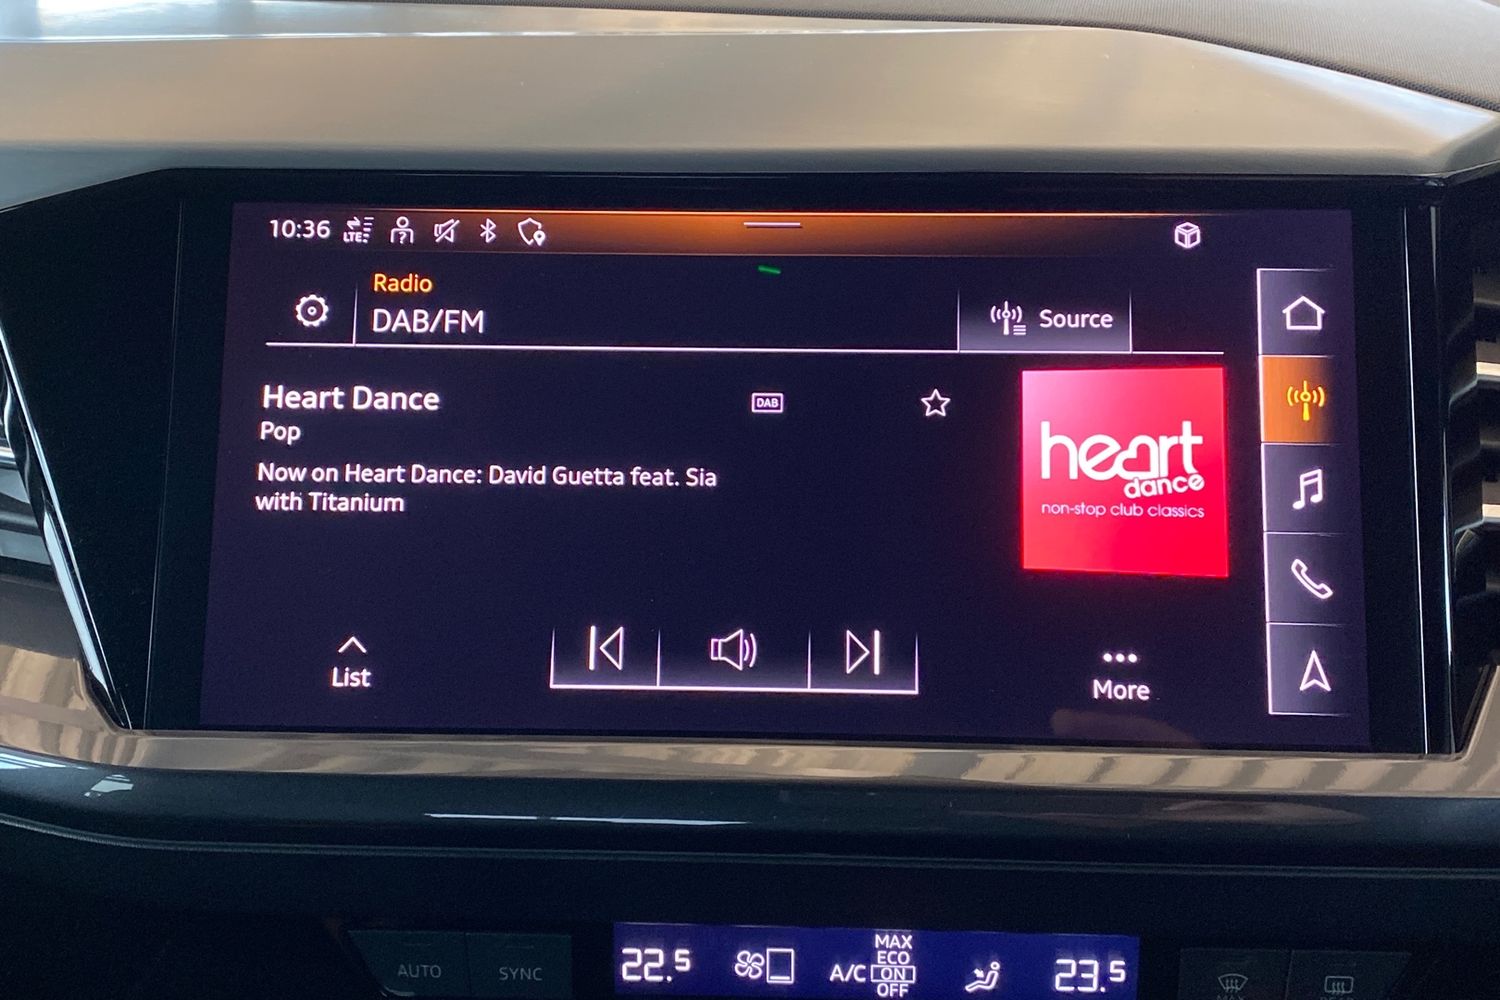 10:36 LTE
Radio
DAB/FM
Source
Heart Dance
DAB
Pop
Now on Heart Dance: David Guetta feat. Sia
with Titanium
heart
dance
non-stop club classics
List
More
AUTO
SYNC
22.5
A/C
MAX
ECO
ON
OFF
23.5
MAX